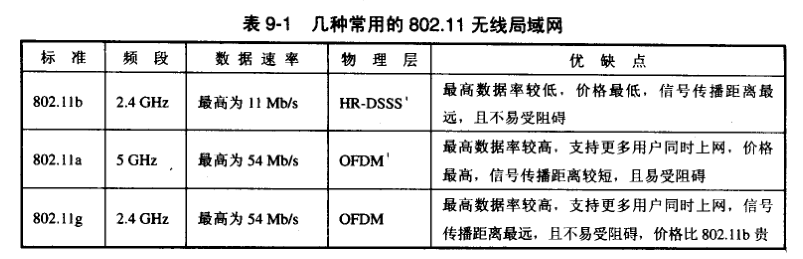 表 9-1 几种常用的 802.11 无线局域网
标 准 频 段 数 据 速 率 物 理 层 优 缺 点
802.11b 2.4 GHz 最高为 11 Mb/s HR-DSSS¹ 最高数据率较低，价格最低，信号传播距离最
远，且不易受阻碍
802.11a 5 GHz 最高为 54 Mb/s OFDM¹ 最高数据率较高，支持更多用户同时上网，价格
最高，信号传播距离较短，且易受阻碍
802.11g 2.4 GHz 最高为 54 Mb/s OFDM 最高数据率较高，支持更多用户同时上网，信号
传播距离最远，且不易受阻碍，价格比 802.11b 贵